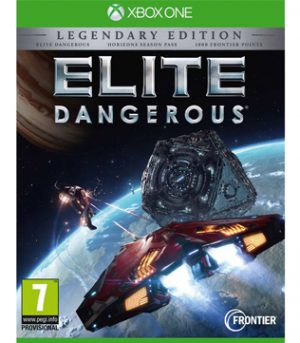 XBOX ONE
LEGENDARY EDITION
ELITE DANGEROUS HORIZONS SEASON PASS 1000 FRONTIER POINTS
ELITE
DANGEROUS
7
www.pegi.info
PROVISIONAL
FRONTIER